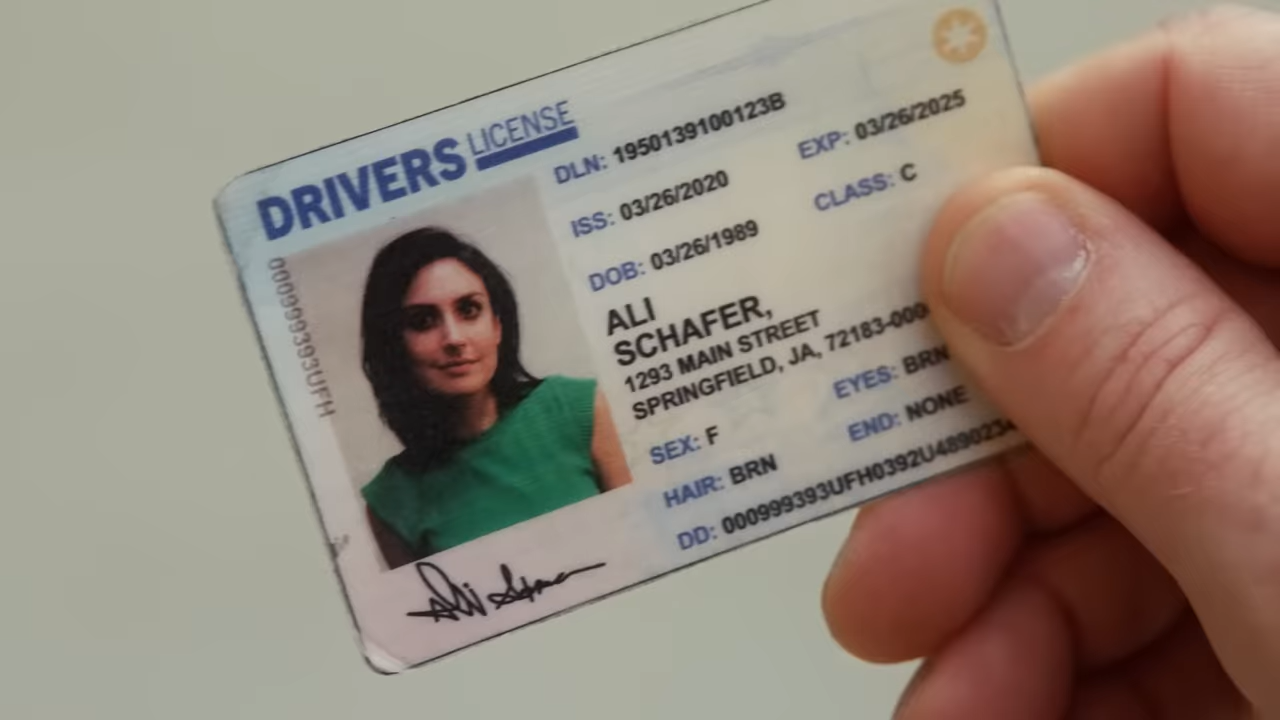 DRIVERS LICENSE
DLN: 1950139100123B
ISS: 03/26/2020
EXP: 03/26/2025
DOB: 03/26/1989
CLASS: C
ALI
SCHAFER,
1293 MAIN STREET
SPRINGFIELD, JA, 72183-000
SEX: F
EYES: BRN
HAIR: BRN
END: NONE
DD: 000999393UFH0392U4890234
000999393UFH